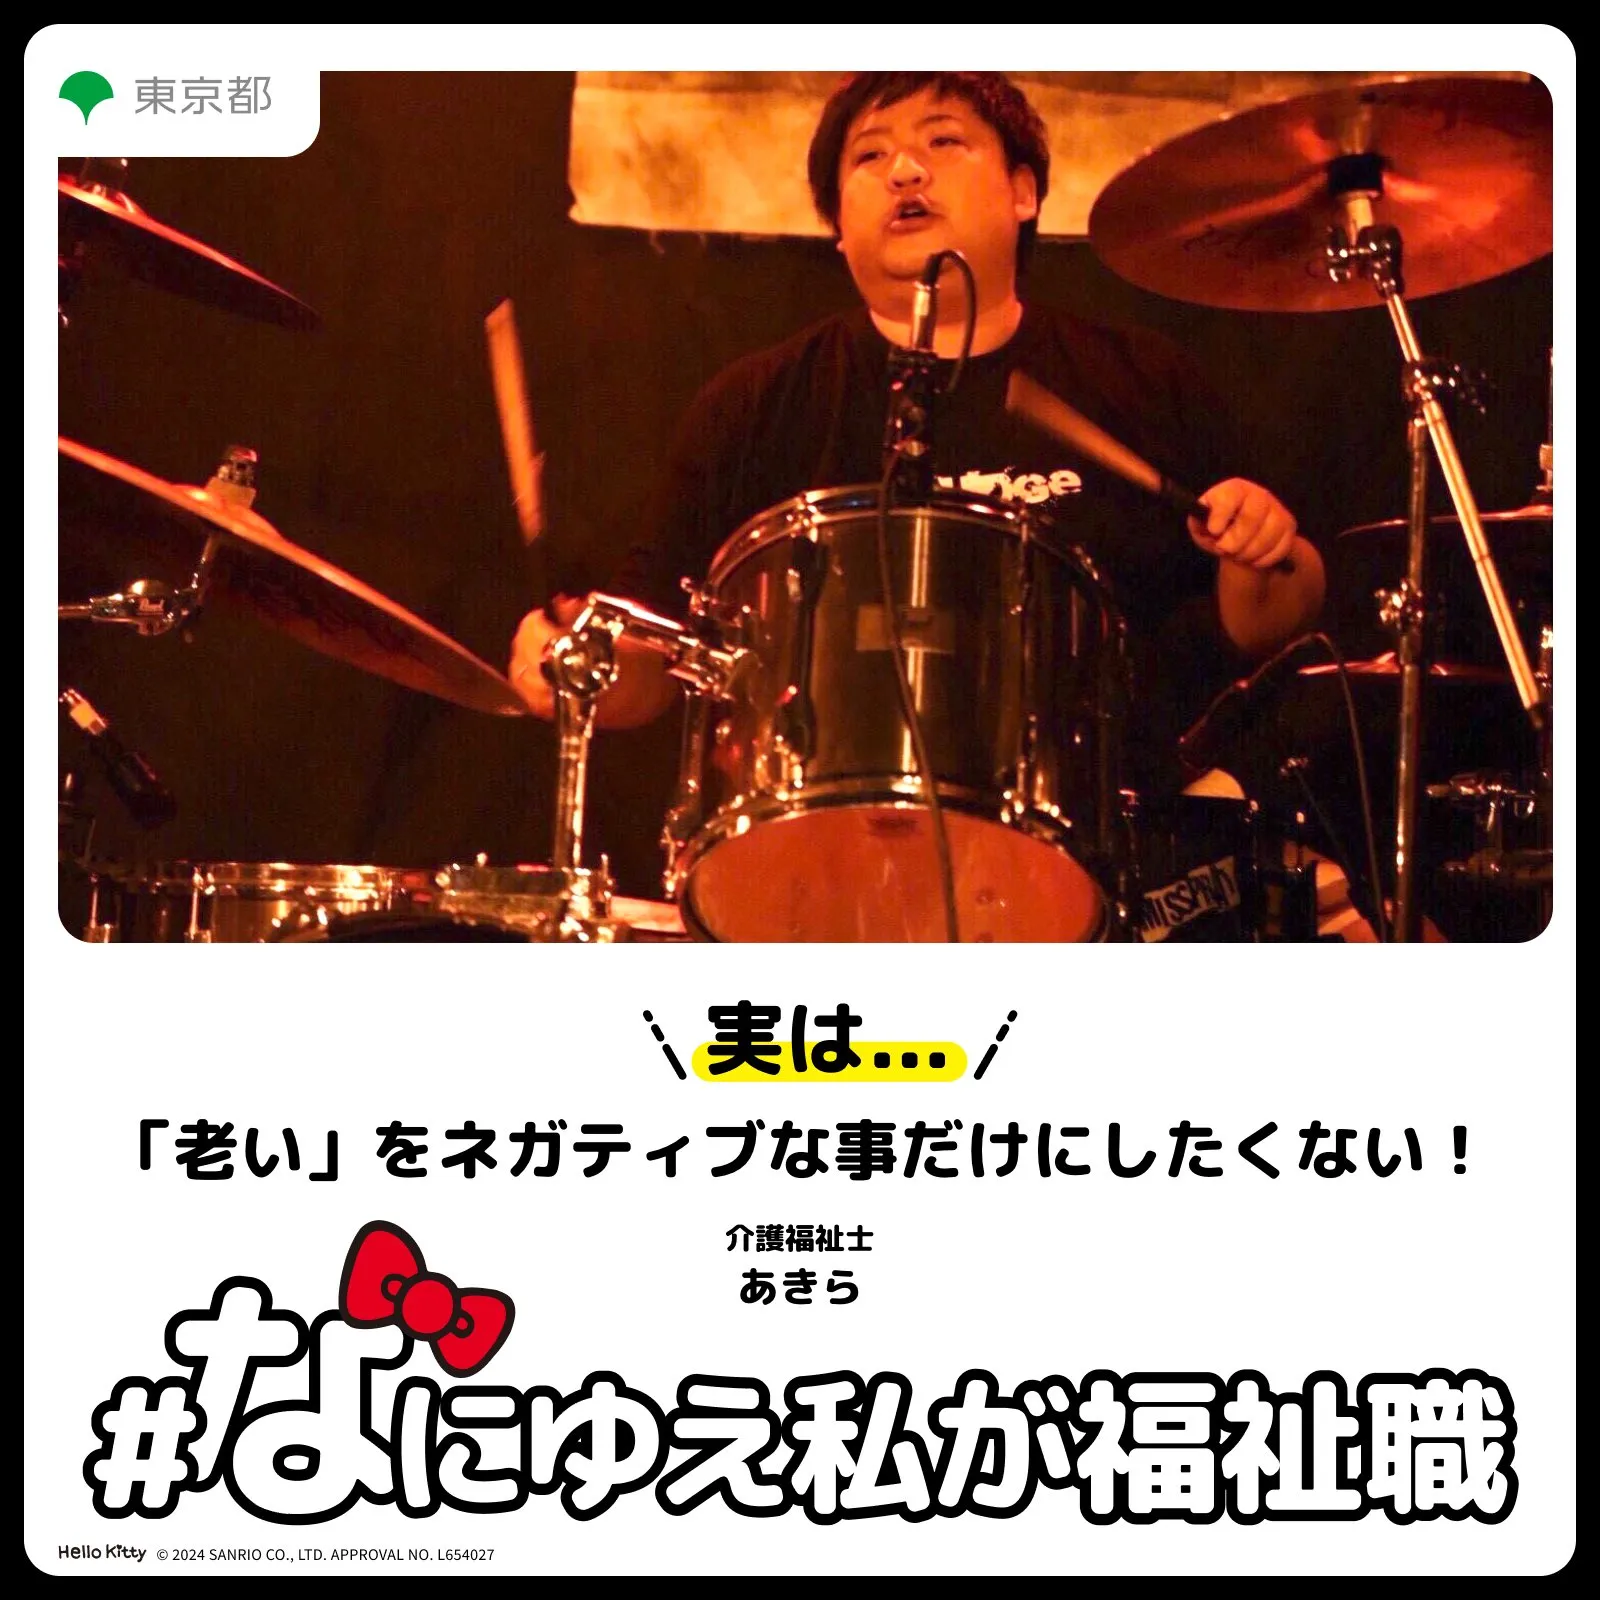 東京都
Pearl
MISSPRAY
実は...
「老い」をネガティブな事だけにしたくない！
介護福祉士
あきら
#なにゆえ私が福祉職
Hello Kitty © 2024 SANRIO CO., LTD. APPROVAL NO. L654027